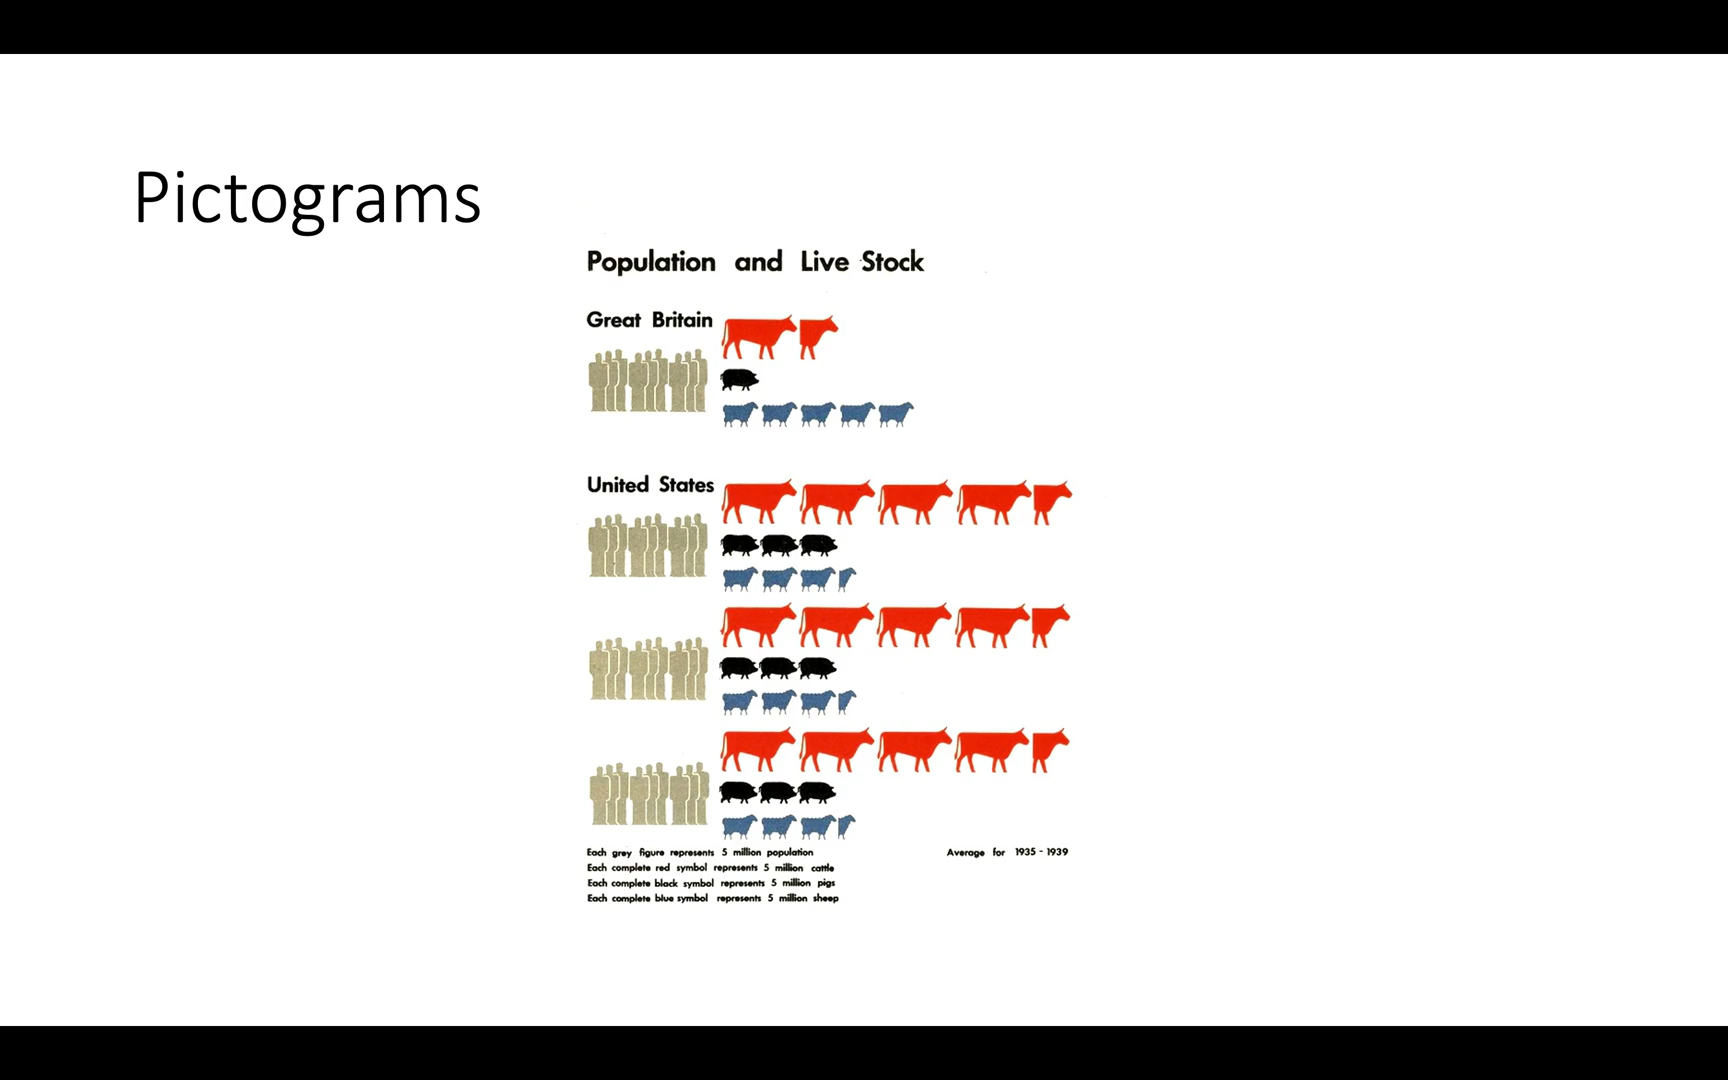 Pictograms
Population and Live Stock
Great Britain
United States
Each grey figure represents 5 million population
Each complete red symbol represents 5 million cattle
Each complete black symbol represents 5 million pigs
Each complete blue symbol represents 5 million sheep
Average for 1935 - 1939